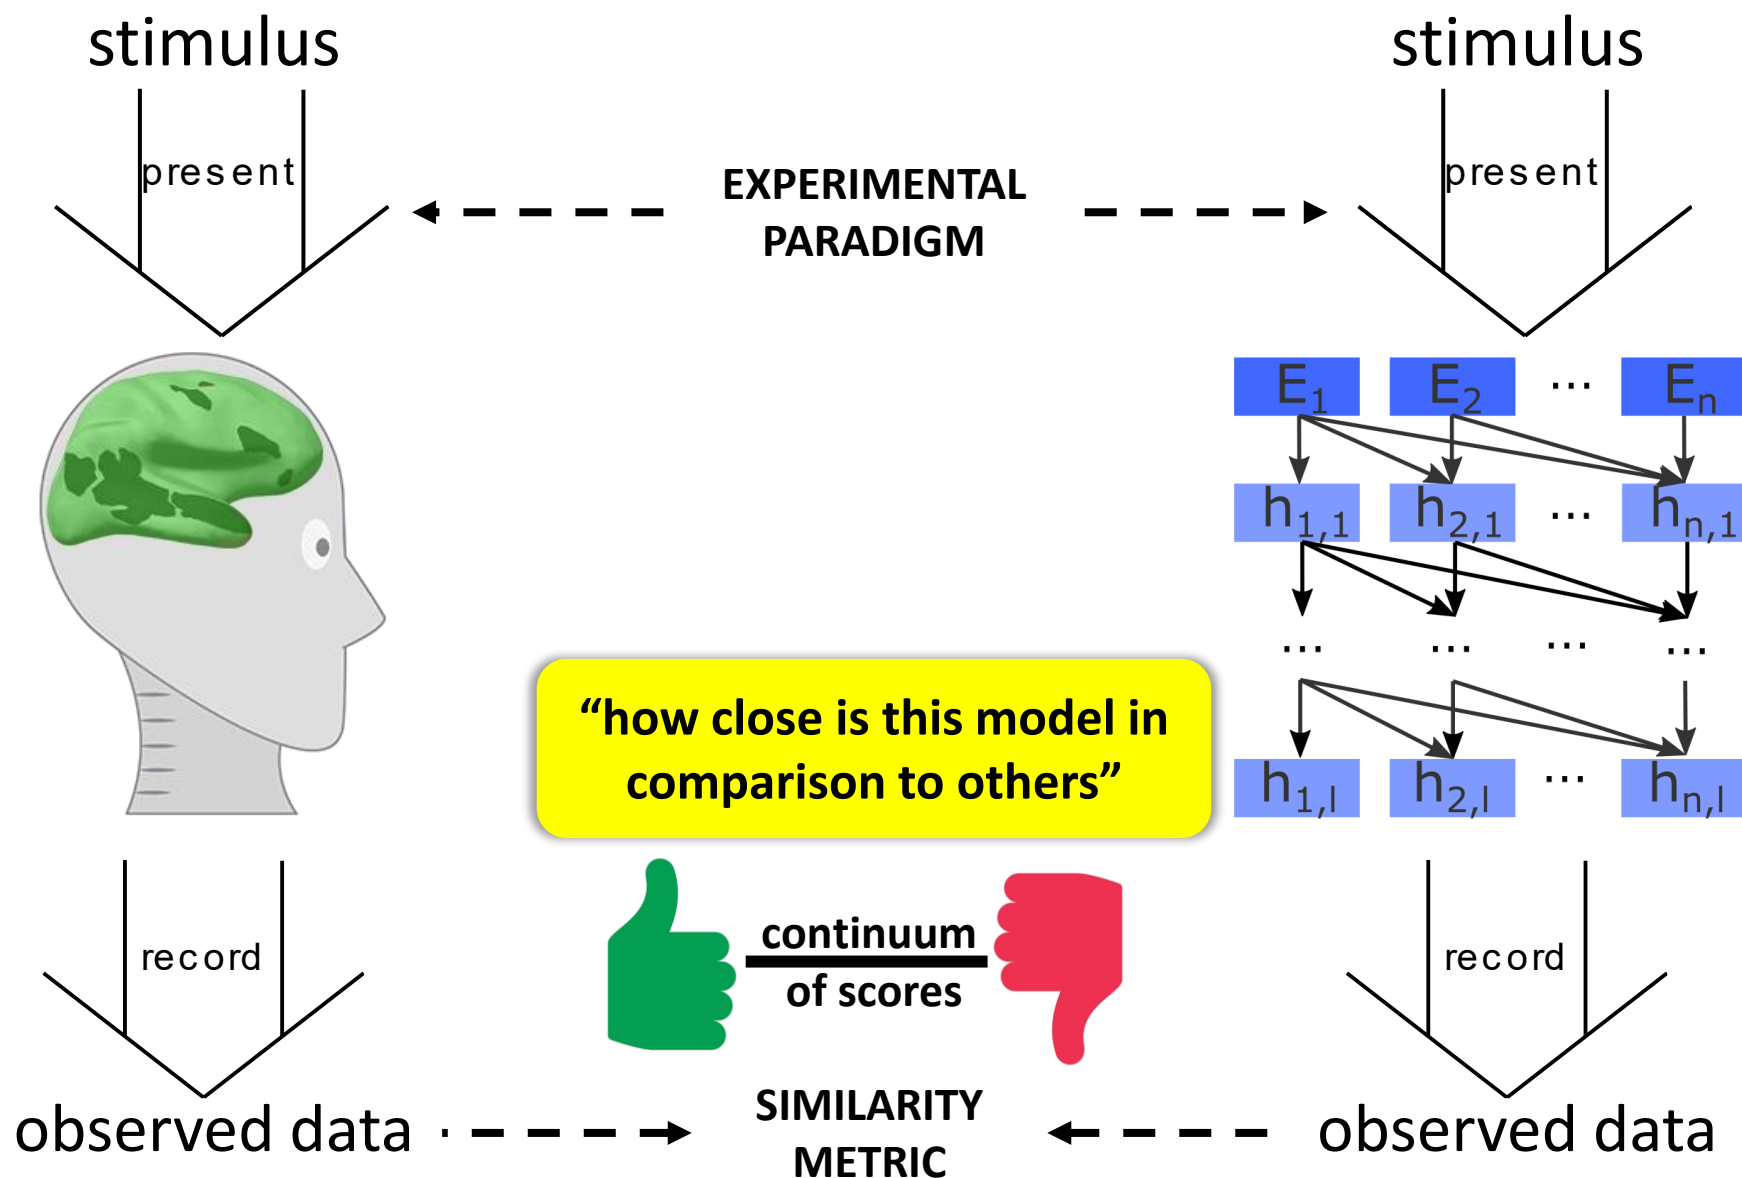 stimulus
stimulus
present
present
EXPERIMENTAL
PARADIGM
E1 E2 ... En
h1,1 h2,1 ... hn,1
... ... ... ...
h1,l h2,l ... hn,l
“how close is this model in
comparison to others”
continuum
of scores
record
record
observed data
SIMILARITY
METRIC
observed data